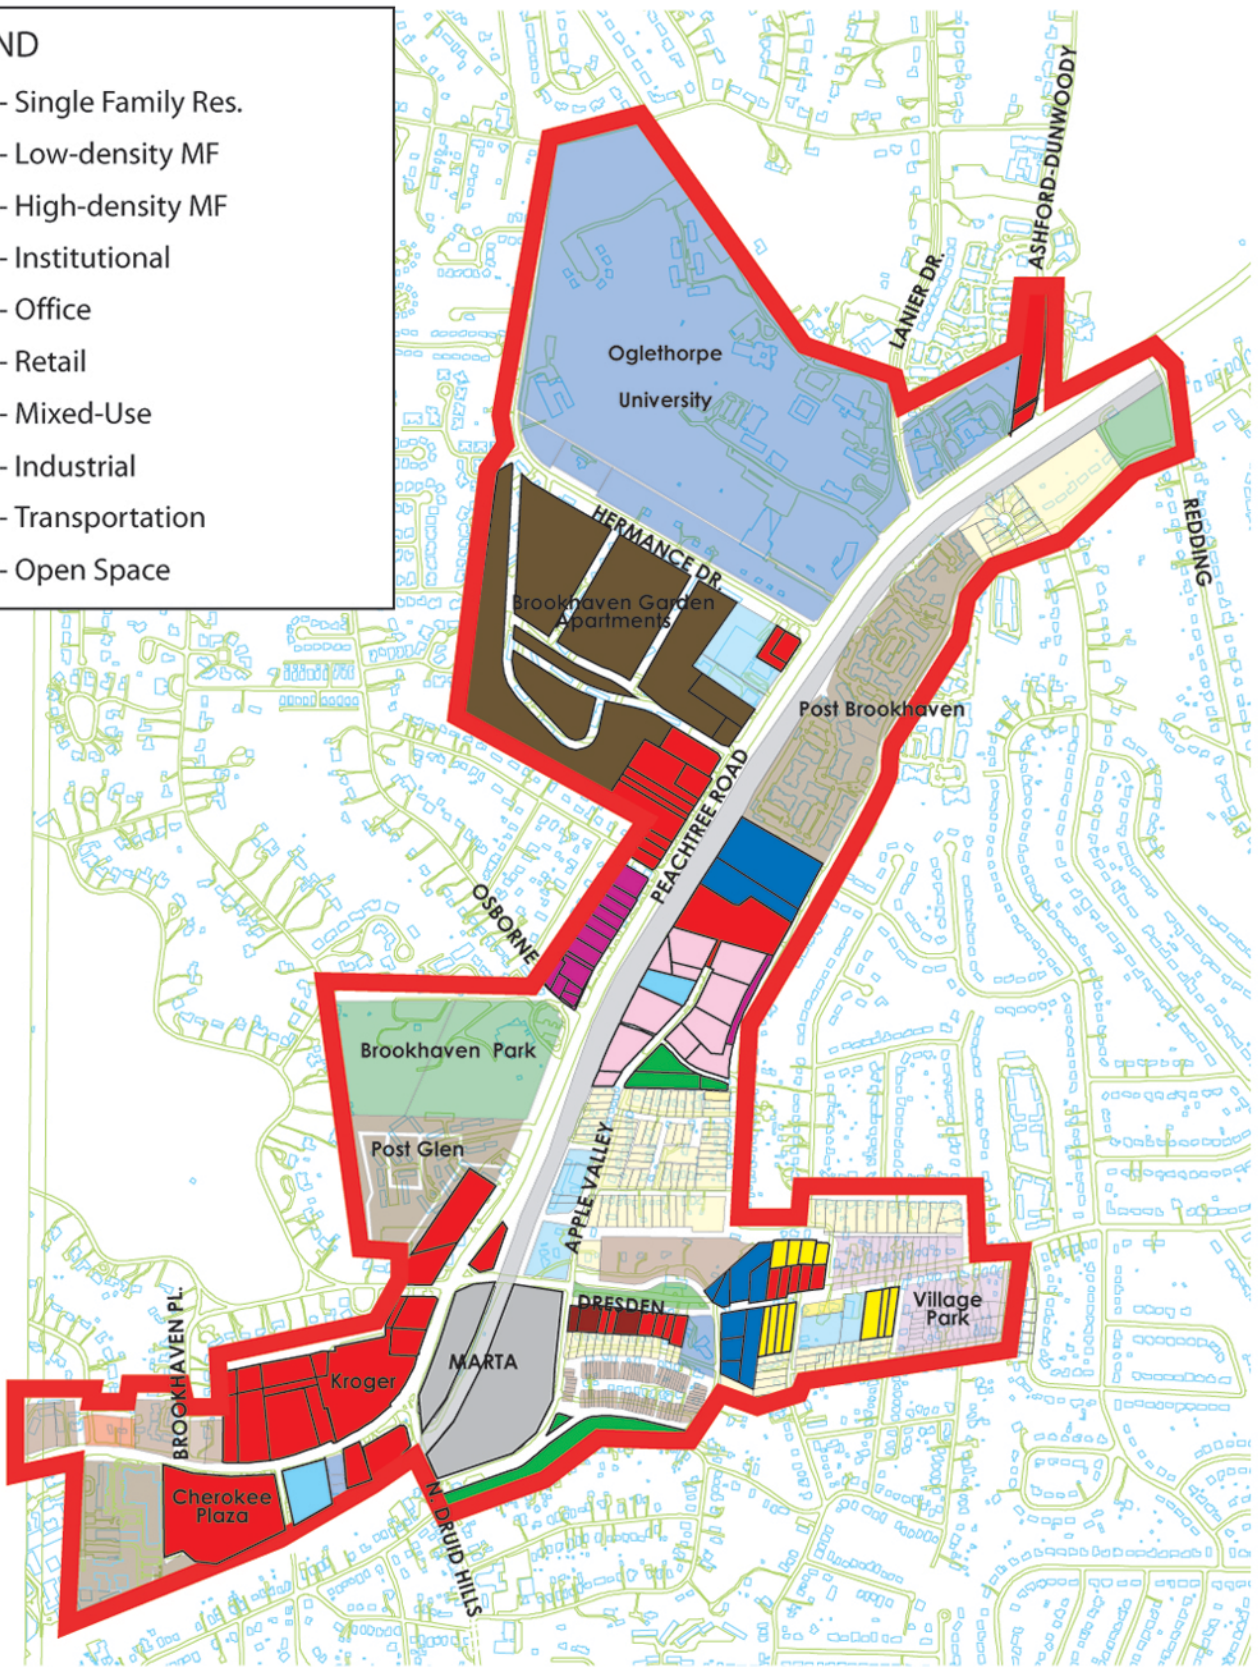 ND
- Single Family Res.
- Low-density MF
- High-density MF
- Institutional
- Office
- Retail
- Mixed-Use
- Industrial
- Transportation
- Open Space
ASHFORD-DUNWOODY
LANIER DR.
Oglethorpe
University
REDDING
HERMANCE DR.
Brookhaven Garden
Apartments
Post Brookhaven
PEACHTREE ROAD
OSBORNE
Brookhaven Park
Post Glen
APPLE VALLEY
DRESDEN
Village
Park
MARTA
BROOKHAVEN PL.
Kroger
Cherokee
Plaza
N. DRUID HILLS